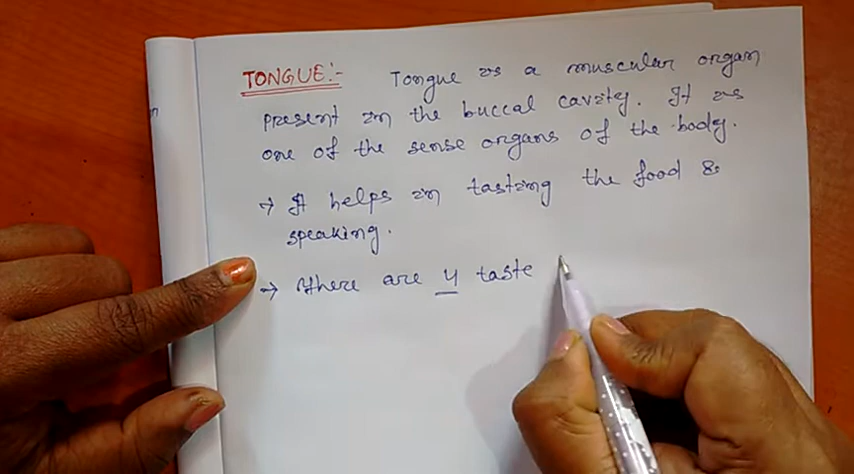 TONGUE:- Tongue is a muscular organ
present in the buccal cavity. It is
one of the sense organs of the body.
→ It helps in tasting the food &
speaking.
→ There are 4 taste
n